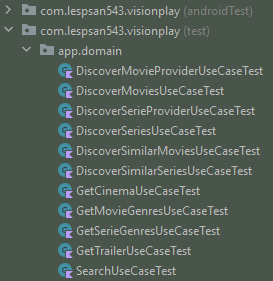 com.lespsan543.visionplay (androidTest)
com.lespsan543.visionplay (test)
app.domain
DiscoverMovieProviderUseCaseTest
DiscoverMoviesUseCaseTest
DiscoverSerieProviderUseCaseTest
DiscoverSeriesUseCaseTest
DiscoverSimilarMoviesUseCaseTest
DiscoverSimilarSeriesUseCaseTest
GetCinemaUseCaseTest
GetMovieGenresUseCaseTest
GetSerieGenresUseCaseTest
GetTrailerUseCaseTest
SearchUseCaseTest